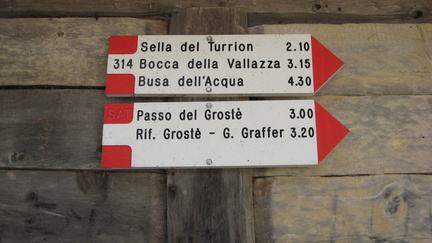 Sella del Turrion 2.10
314 Bocca della Vallazza 3.15
Busa dell'Acqua 4.30
SAT Passo del Grostè 3.00
Rif. Grostè - G. Graffer 3.20